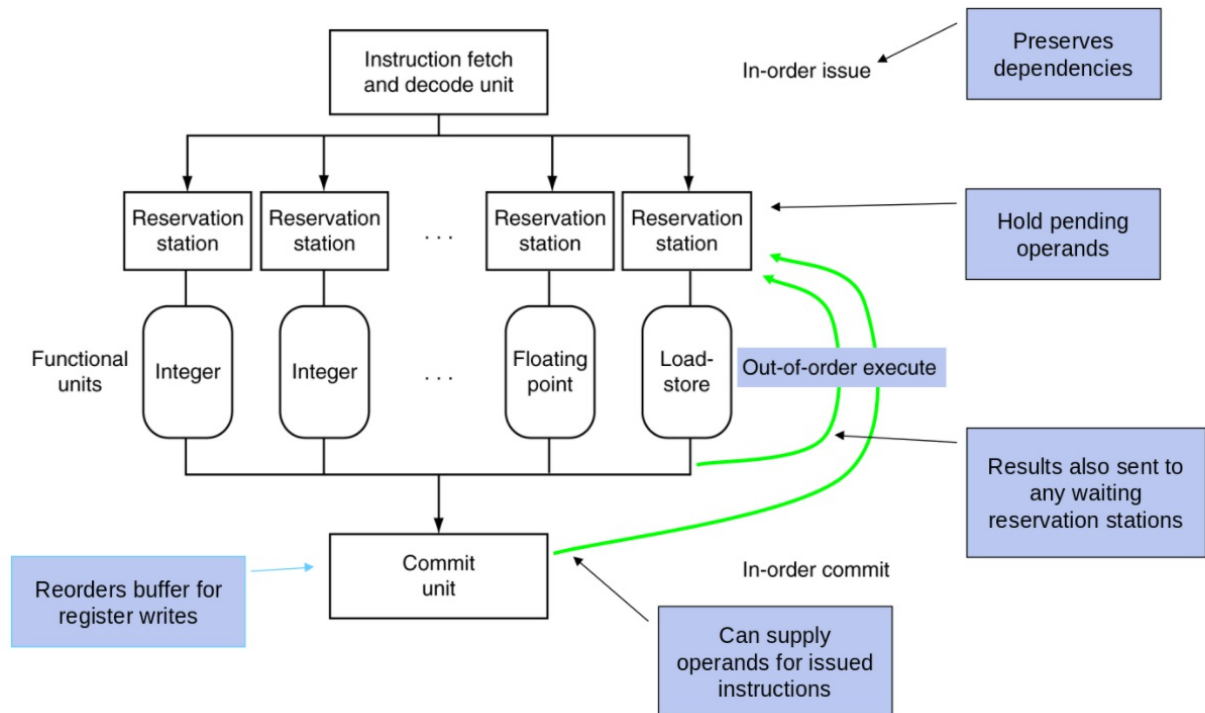 Instruction fetch
and decode unit
In-order issue
Preserves
dependencies
Reservation
station
Reservation
station
. . .
Reservation
station
Reservation
station
Hold pending
operands
Functional
units
Integer
Integer
. . .
Floating
point
Load-
store
Out-of-order execute
Results also sent to
any waiting
reservation stations
Commit
unit
In-order commit
Reorders buffer for
register writes
Can supply
operands for issued
instructions